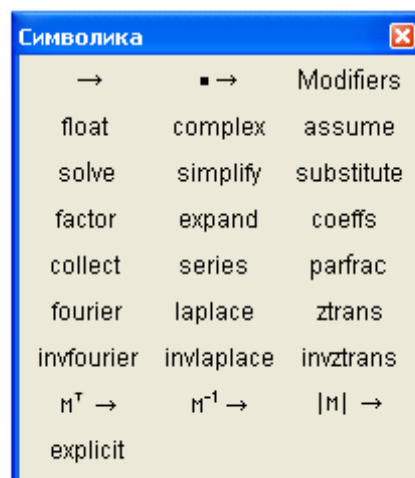 Символика
→ ▪ → Modifiers
float complex assume
solve simplify substitute
factor expand coeffs
collect series parfrac
fourier laplace ztrans
invfourier invlaplace invztrans
Mᵀ → M⁻¹ → |M| →
explicit